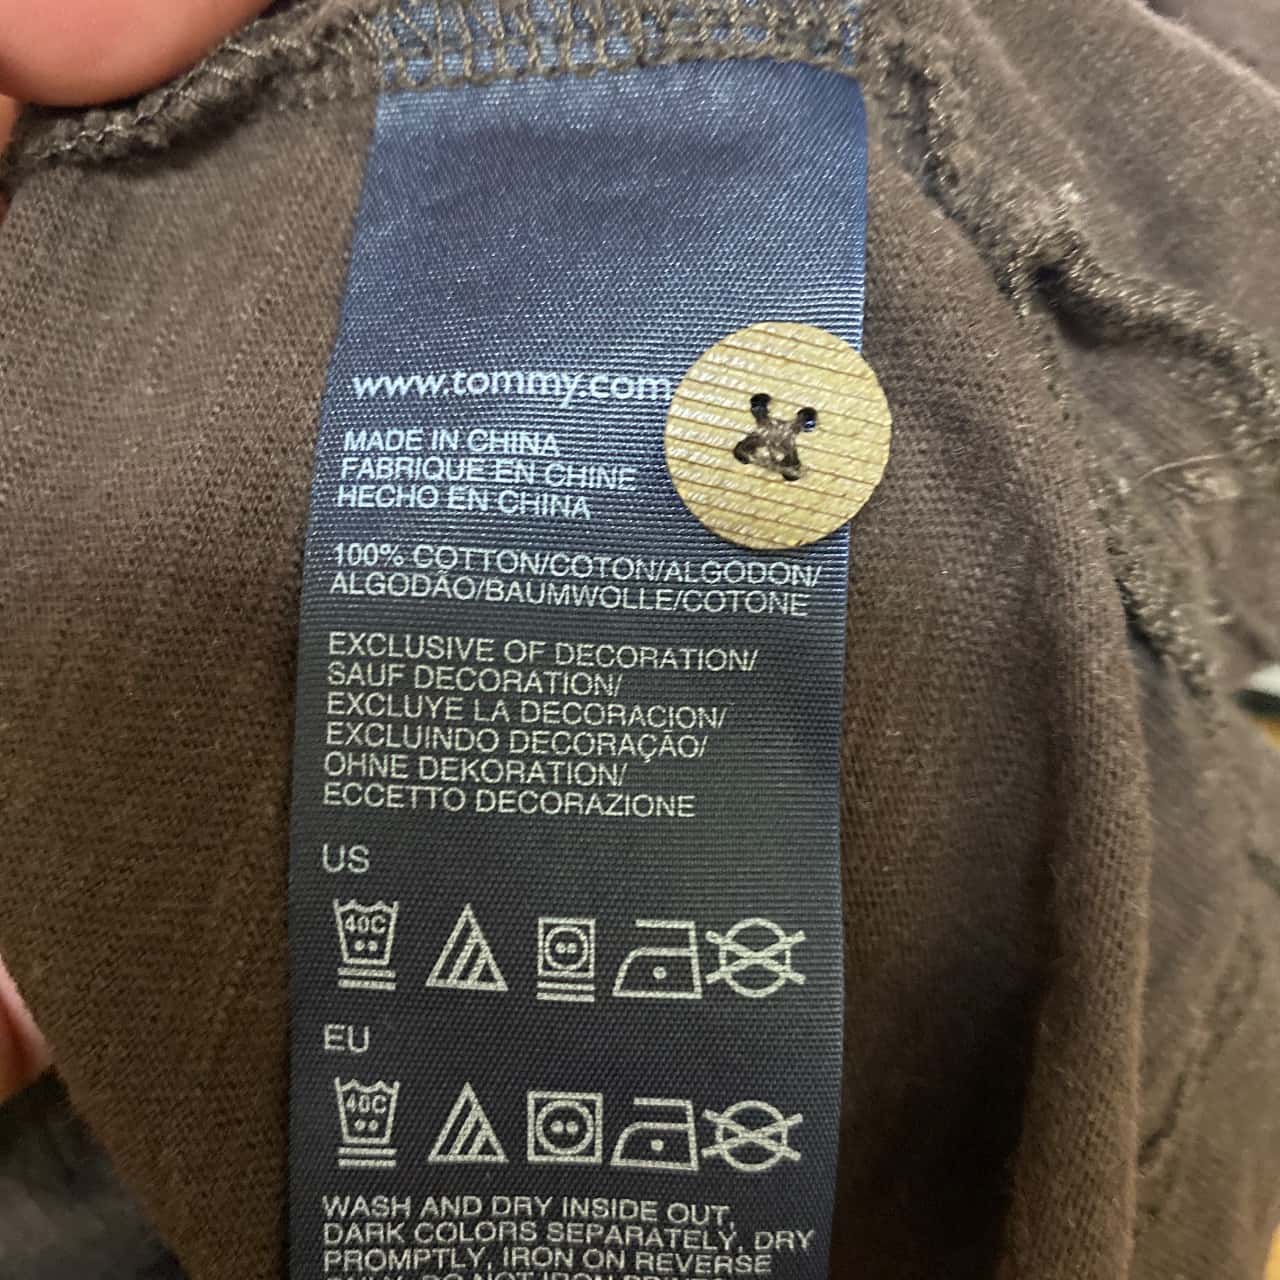 www.tommy.com
MADE IN CHINA
FABRIQUE EN CHINE
HECHO EN CHINA
100% COTTON/COTON/ALGODON/
ALGODÃO/BAUMWOLLE/COTONE
EXCLUSIVE OF DECORATION/
SAUF DECORATION/
EXCLUYE LA DECORACION/
EXCLUINDO DECORAÇÃO/
OHNE DEKORATION/
ECCETTO DECORAZIONE
US
40C
EU
40C
WASH AND DRY INSIDE OUT,
DARK COLORS SEPARATELY, DRY
PROMPTLY, IRON ON REVERSE